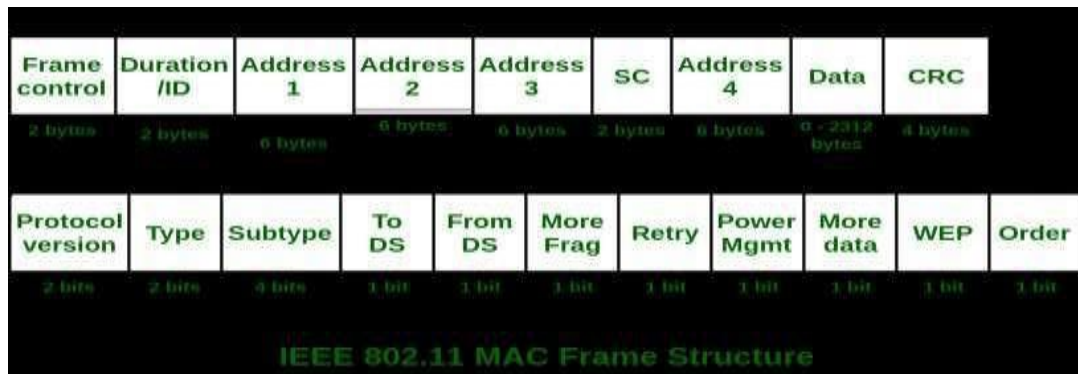 Frame control
Duration /ID
Address 1
Address 2
Address 3
SC
Address 4
Data
CRC
2 bytes
2 bytes
6 bytes
6 bytes
6 bytes
2 bytes
6 bytes
0 - 2312 bytes
4 bytes
Protocol version
Type
Subtype
To DS
From DS
More Frag
Retry
Power Mgmt
More data
WEP
Order
2 bits
2 bits
4 bits
1 bit
1 bit
1 bit
1 bit
1 bit
1 bit
1 bit
1 bit
IEEE 802.11 MAC Frame Structure